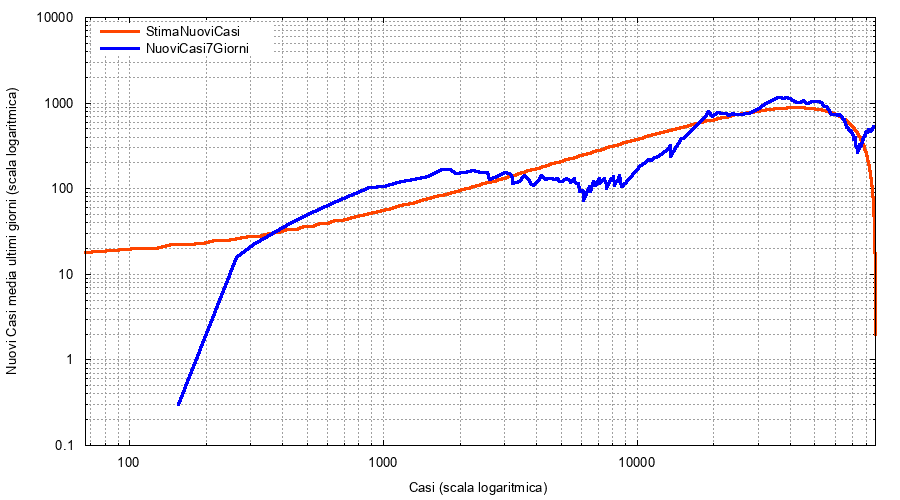 10000
StimaNuoviCasi
NuoviCasi7Giorni
1000
100
10
1
0.1
Nuovi Casi media ultimi giorni (scala logaritmica)
100
1000
10000
Casi (scala logaritmica)